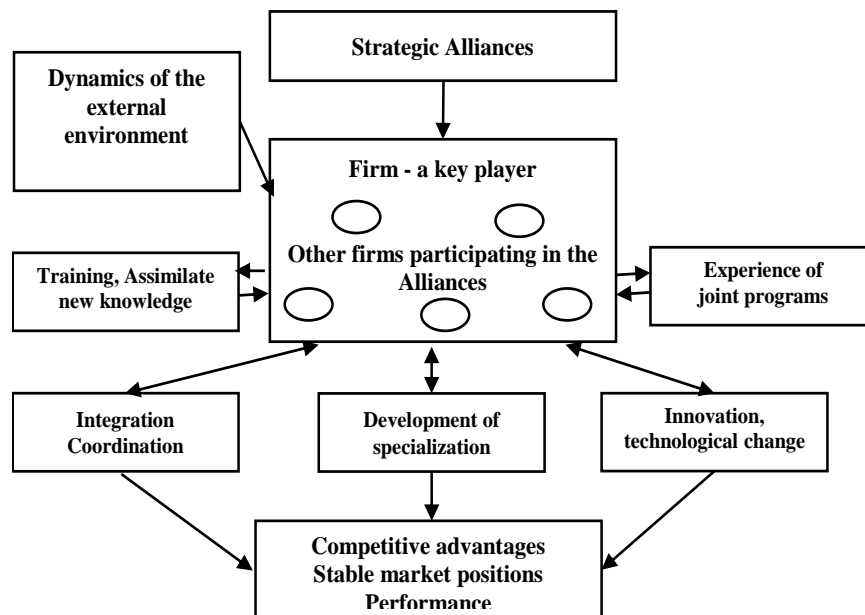 Strategic Alliances
Dynamics of the
external
environment
Firm - a key player
Other firms participating in the
Alliances
Training, Assimilate
new knowledge
Experience of
joint programs
Integration
Coordination
Development of
specialization
Innovation,
technological change
Competitive advantages
Stable market positions
Performance